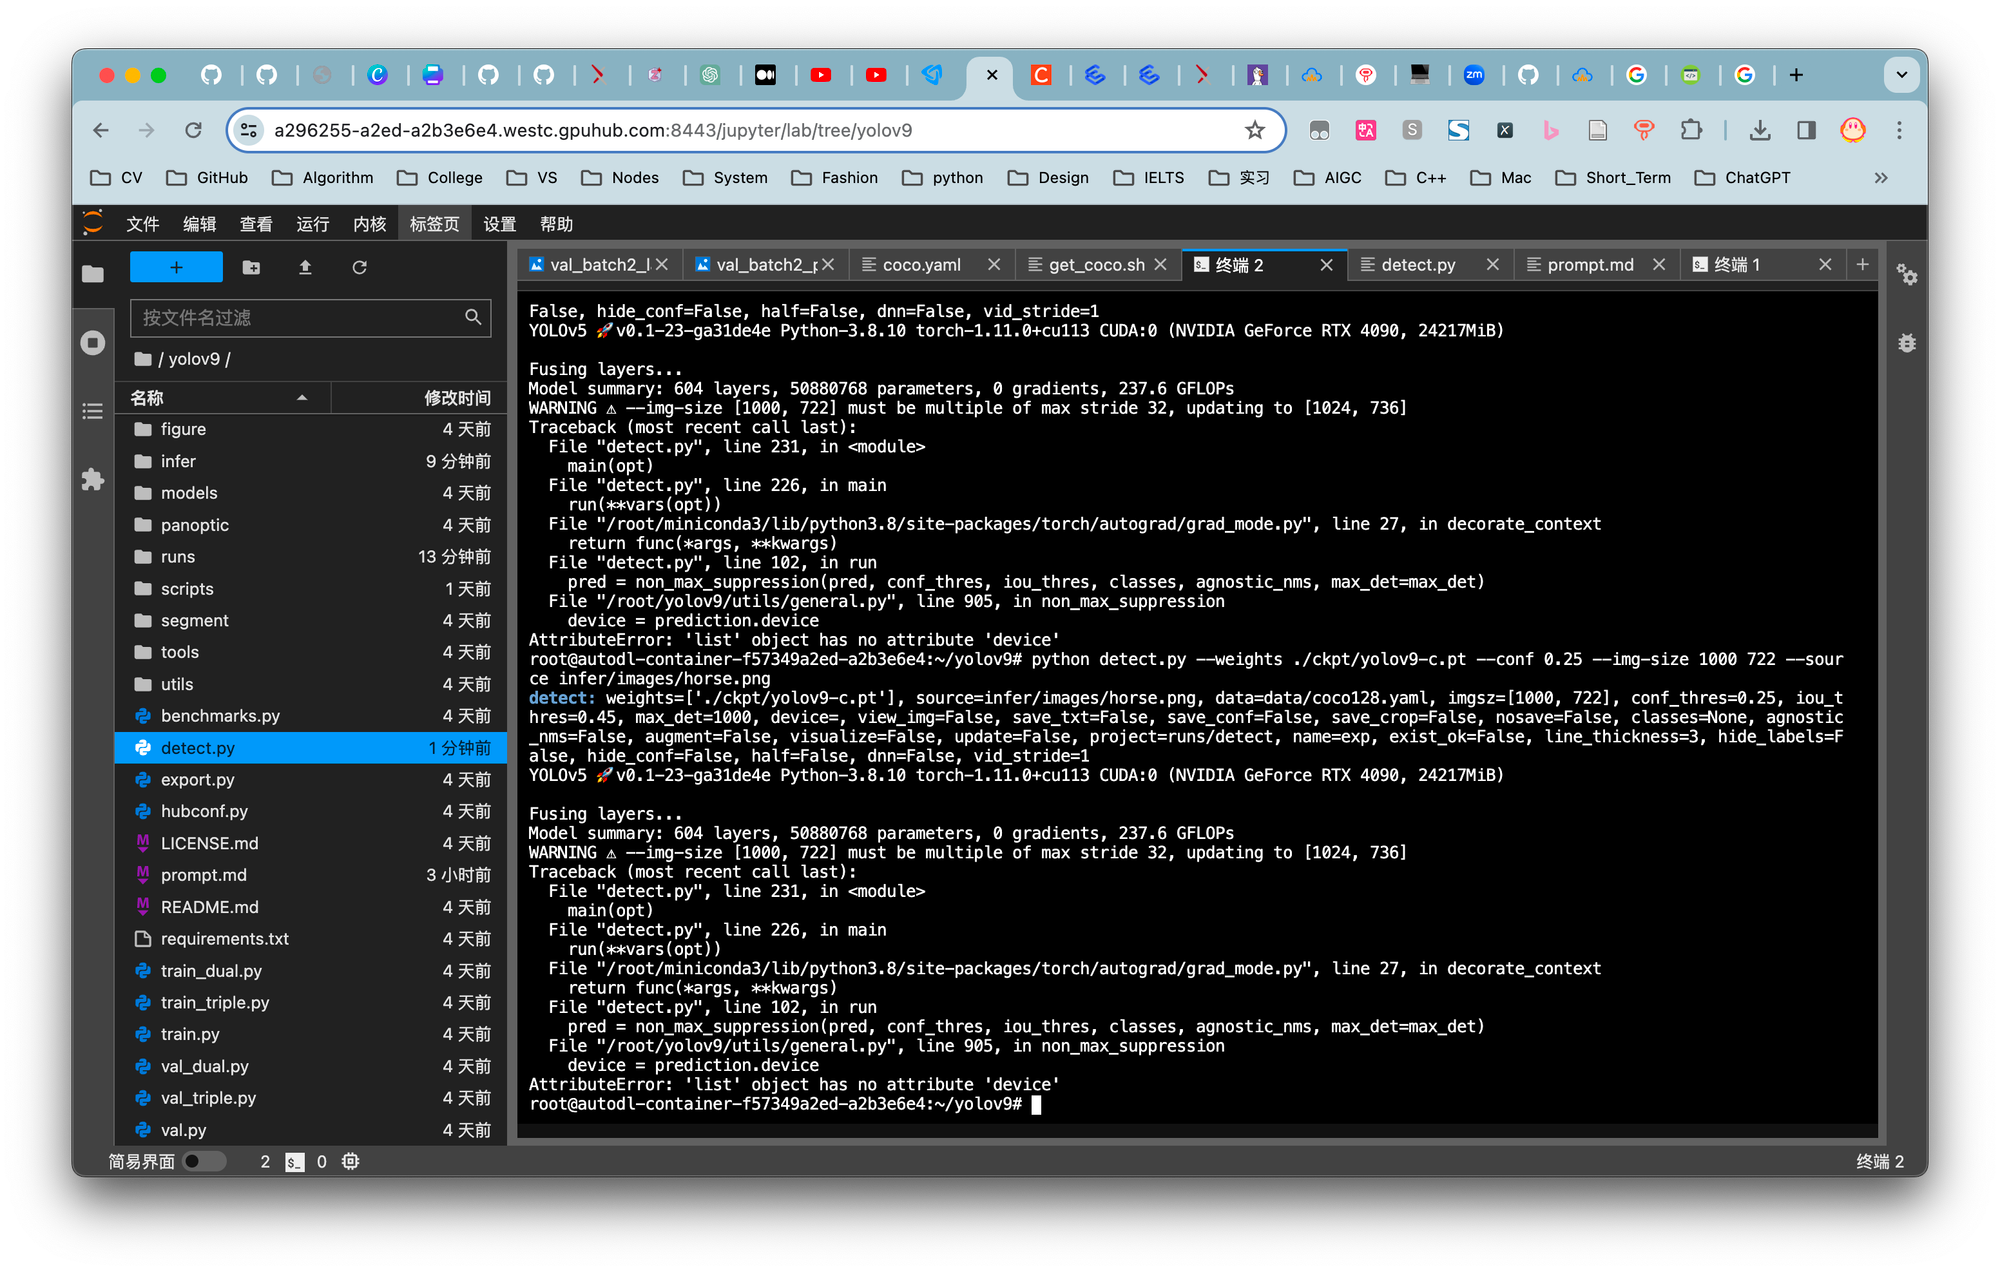 a296255-a2ed-a2b3e6e4.westc.gpuhub.com:8443/jupyter/lab/tree/yolov9
CV GitHub Algorithm College VS Nodes System Fashion python Design IELTS 实习 AIGC C++ Mac Short_Term ChatGPT
文件 编辑 查看 运行 内核 标签页 设置 帮助
val_batch2_l val_batch2_p coco.yaml get_coco.sh 终端 2 detect.py prompt.md 终端 1
按文件名过滤
/ yolov9 /
名称 修改时间
figure 4 天前
infer 9 分钟前
models 4 天前
panoptic 4 天前
runs 13 分钟前
scripts 1 天前
segment 4 天前
tools 4 天前
utils 4 天前
benchmarks.py 4 天前
detect.py 1 分钟前
export.py 4 天前
hubconf.py 4 天前
LICENSE.md 4 天前
prompt.md 3 小时前
README.md 4 天前
requirements.txt 4 天前
train_dual.py 4 天前
train_triple.py 4 天前
train.py 4 天前
val_dual.py 4 天前
val_triple.py 4 天前
val.py 4 天前
False, hide_conf=False, half=False, dnn=False, vid_stride=1
YOLOv5 🚀 v0.1-23-ga31de4e Python-3.8.10 torch-1.11.0+cu113 CUDA:0 (NVIDIA GeForce RTX 4090, 24217MiB)
Fusing layers...
Model summary: 604 layers, 50880768 parameters, 0 gradients, 237.6 GFLOPs
WARNING ⚠ --img-size [1000, 722] must be multiple of max stride 32, updating to [1024, 736]
Traceback (most recent call last):
File "detect.py", line 231, in <module>
main(opt)
File "detect.py", line 226, in main
run(**vars(opt))
File "/root/miniconda3/lib/python3.8/site-packages/torch/autograd/grad_mode.py", line 27, in decorate_context
return func(*args, **kwargs)
File "detect.py", line 102, in run
pred = non_max_suppression(pred, conf_thres, iou_thres, classes, agnostic_nms, max_det=max_det)
File "/root/yolov9/utils/general.py", line 905, in non_max_suppression
device = prediction.device
AttributeError: 'list' object has no attribute 'device'
root@autodl-container-f57349a2ed-a2b3e6e4:~/yolov9# python detect.py --weights ./ckpt/yolov9-c.pt --conf 0.25 --img-size 1000 722 --sour
ce infer/images/horse.png
detect: weights=['./ckpt/yolov9-c.pt'], source=infer/images/horse.png, data=data/coco128.yaml, imgsz=[1000, 722], conf_thres=0.25, iou_t
hres=0.45, max_det=1000, device=, view_img=False, save_txt=False, save_conf=False, save_crop=False, nosave=False, classes=None, agnostic
_nms=False, augment=False, visualize=False, update=False, project=runs/detect, name=exp, exist_ok=False, line_thickness=3, hide_labels=F
alse, hide_conf=False, half=False, dnn=False, vid_stride=1
YOLOv5 🚀 v0.1-23-ga31de4e Python-3.8.10 torch-1.11.0+cu113 CUDA:0 (NVIDIA GeForce RTX 4090, 24217MiB)
Fusing layers...
Model summary: 604 layers, 50880768 parameters, 0 gradients, 237.6 GFLOPs
WARNING ⚠ --img-size [1000, 722] must be multiple of max stride 32, updating to [1024, 736]
Traceback (most recent call last):
File "detect.py", line 231, in <module>
main(opt)
File "detect.py", line 226, in main
run(**vars(opt))
File "/root/miniconda3/lib/python3.8/site-packages/torch/autograd/grad_mode.py", line 27, in decorate_context
return func(*args, **kwargs)
File "detect.py", line 102, in run
pred = non_max_suppression(pred, conf_thres, iou_thres, classes, agnostic_nms, max_det=max_det)
File "/root/yolov9/utils/general.py", line 905, in non_max_suppression
device = prediction.device
AttributeError: 'list' object has no attribute 'device'
root@autodl-container-f57349a2ed-a2b3e6e4:~/yolov9#
简易界面 2 0 终端 2